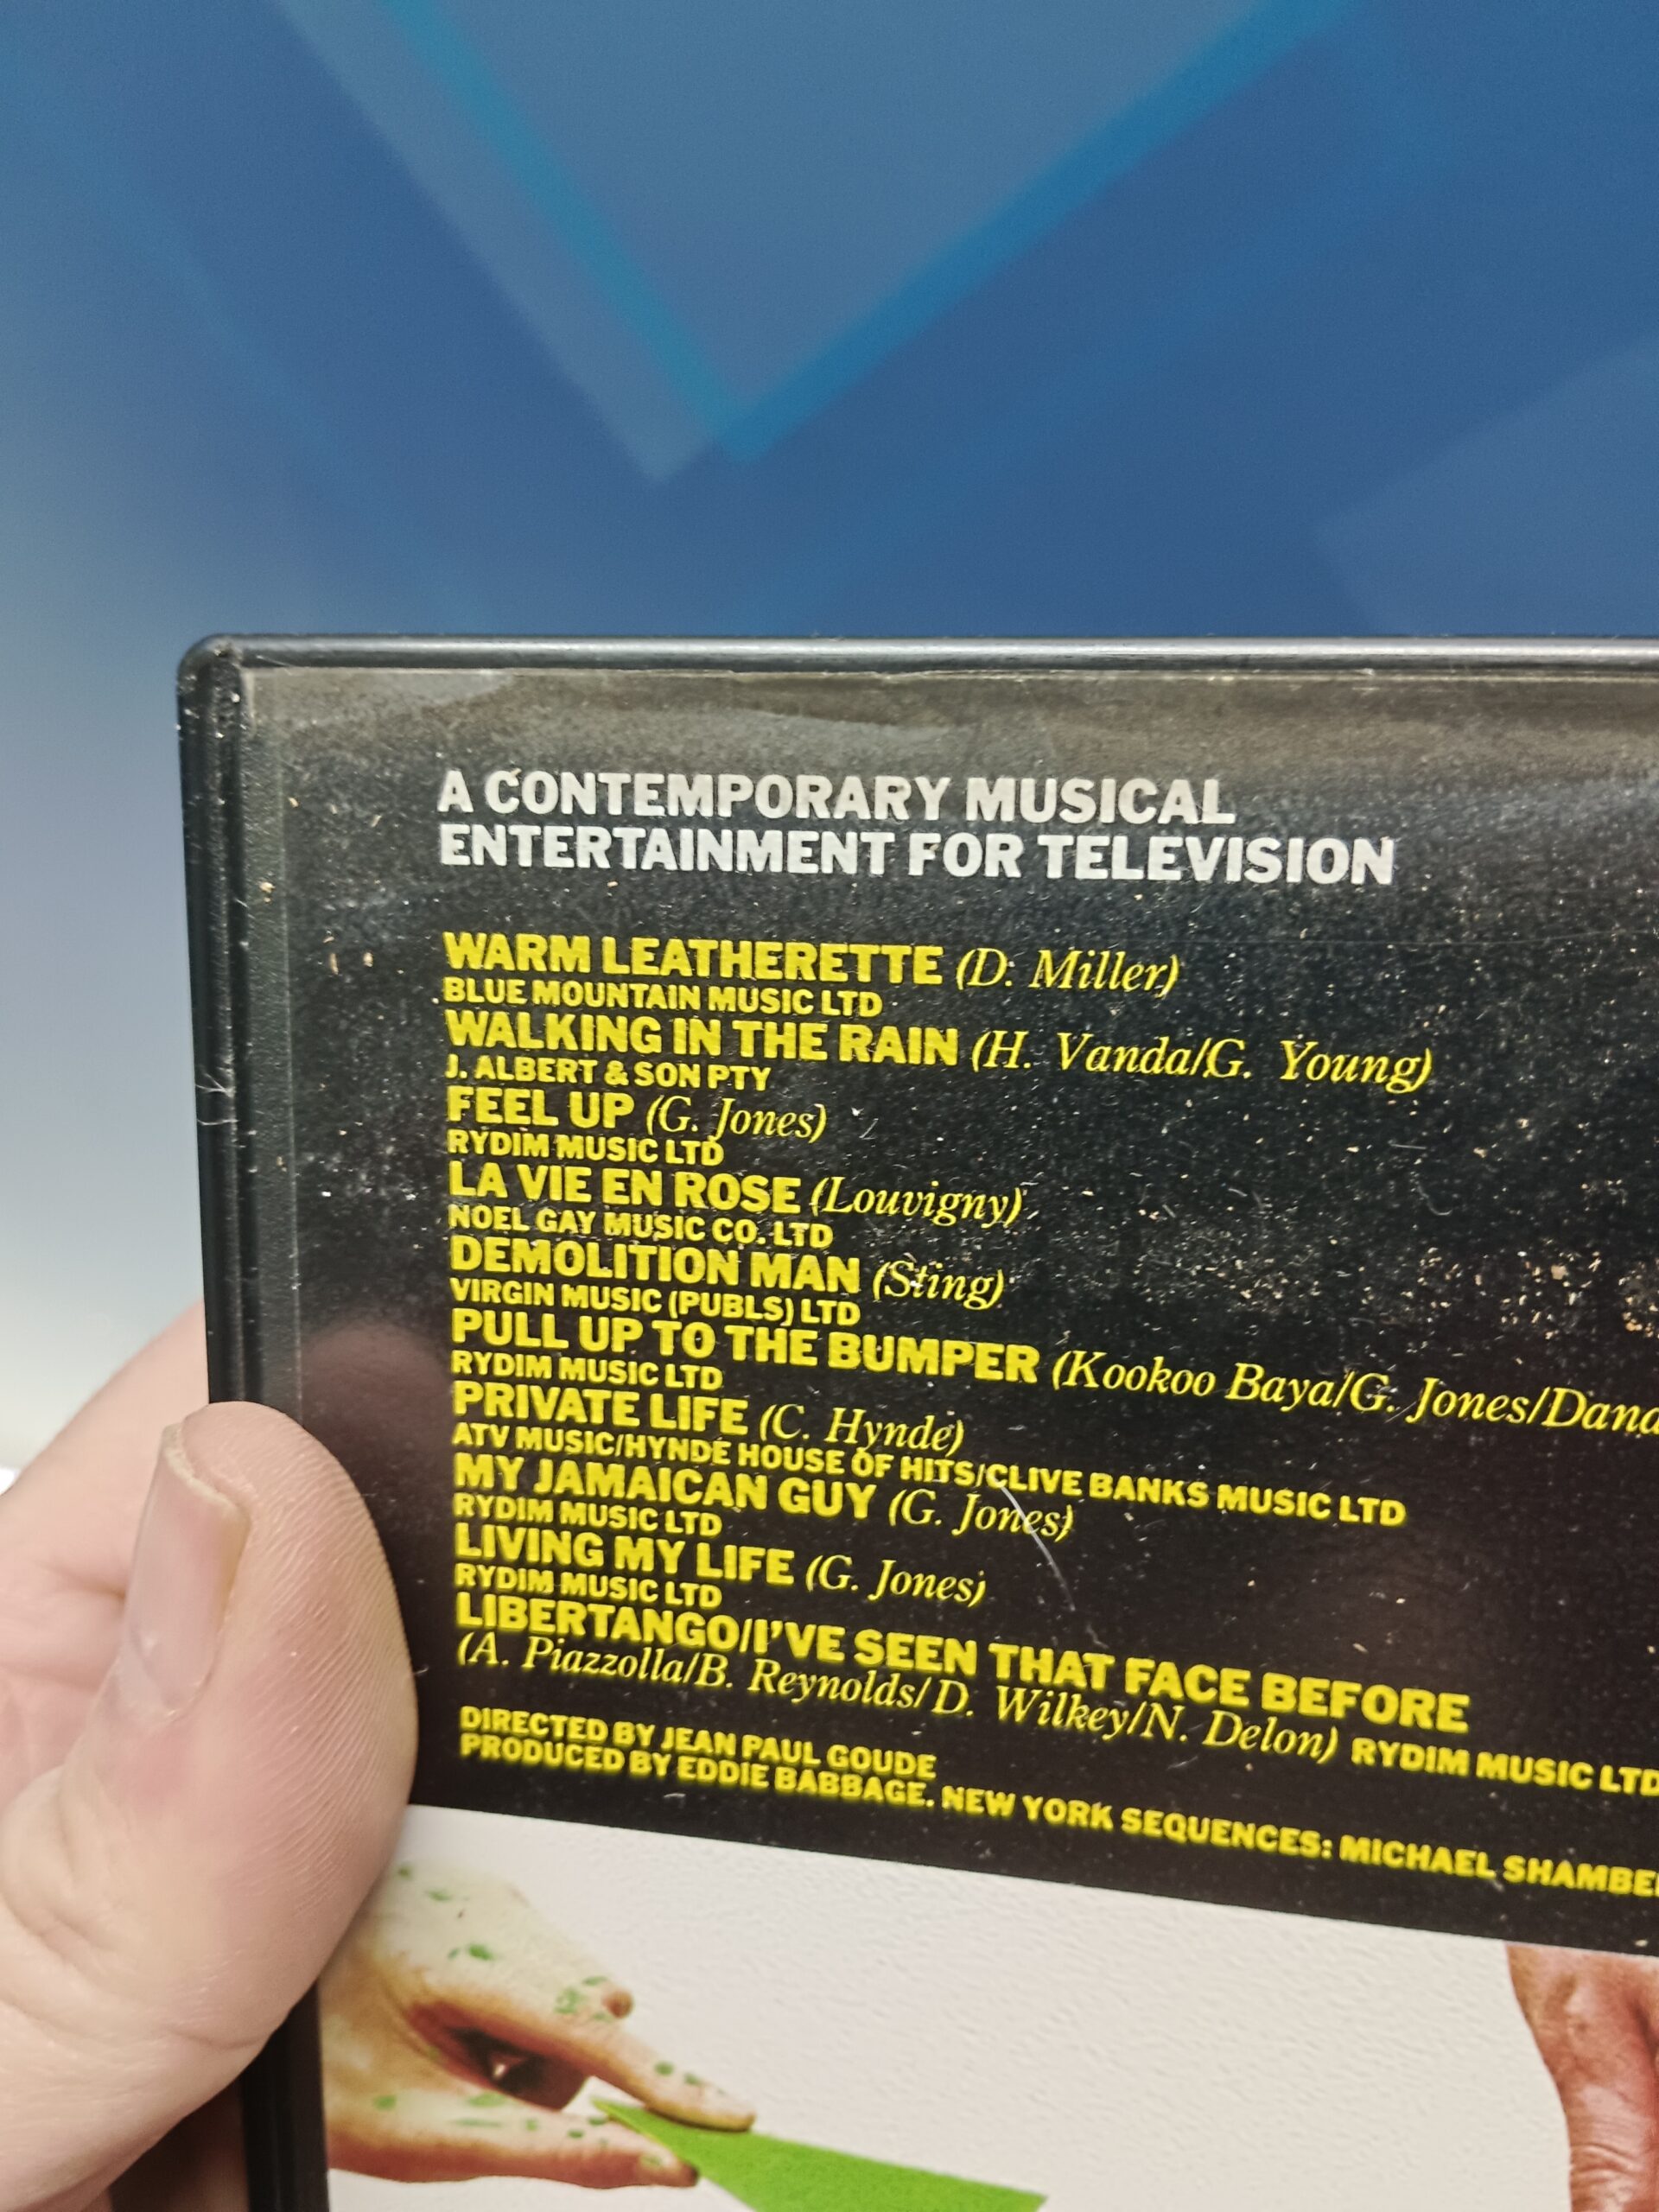 A CONTEMPORARY MUSICAL
ENTERTAINMENT FOR TELEVISION
WARM LEATHERETTE (D. Miller)
BLUE MOUNTAIN MUSIC LTD
WALKING IN THE RAIN (H. Vanda/G. Young)
J. ALBERT & SON PTY
FEEL UP (G. Jones)
RYDIM MUSIC LTD
LA VIE EN ROSE (Louvigny)
NOEL GAY MUSIC CO. LTD
DEMOLITION MAN (Sting)
VIRGIN MUSIC (PUBLS) LTD
PULL UP TO THE BUMPER (Kookoo Baya/G. Jones/Dana
RYDIM MUSIC LTD
PRIVATE LIFE (C. Hynde)
ATV MUSIC/HYNDE HOUSE OF HITS/CLIVE BANKS MUSIC LTD
MY JAMAICAN GUY (G. Jones)
RYDIM MUSIC LTD
LIVING MY LIFE (G. Jones)
RYDIM MUSIC LTD
LIBERTANGO/I'VE SEEN THAT FACE BEFORE
(A. Piazzolla/B. Reynolds/D. Wilkey/N. Delon) RYDIM MUSIC LTD
DIRECTED BY JEAN PAUL GOUDE
PRODUCED BY EDDIE BABBAGE. NEW YORK SEQUENCES: MICHAEL SHAMBE